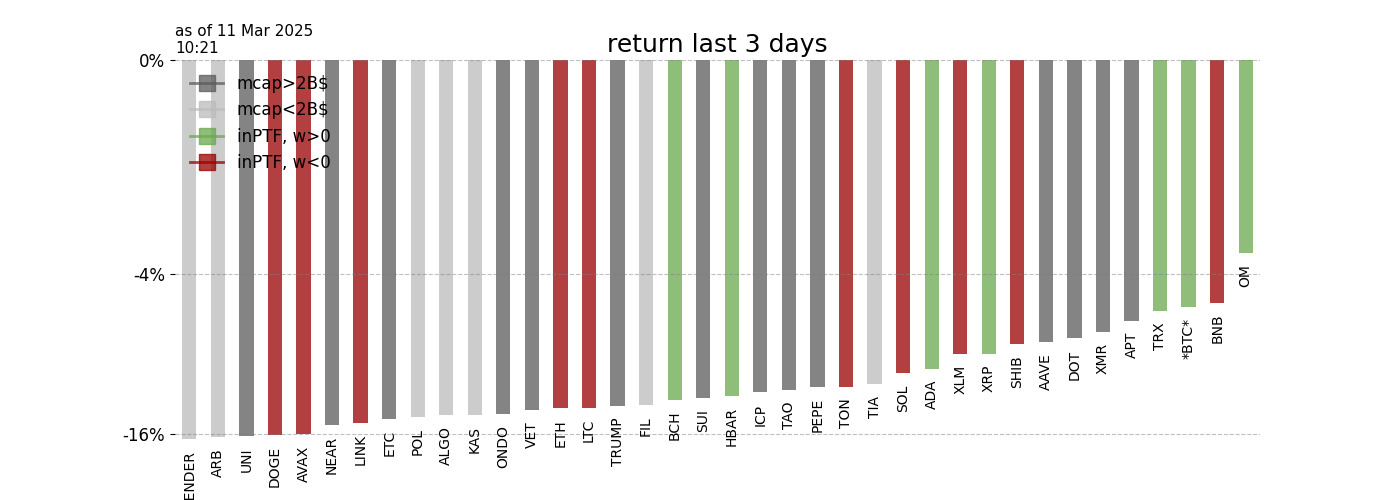 as of 11 Mar 2025
10:21
return last 3 days
0%
-4%
-16%
mcap>2B$
mcap<2B$
inPTF, w>0
inPTF, w<0
ENDER
ARB
UNI
DOGE
AVAX
NEAR
LINK
ETC
POL
ALGO
KAS
ONDO
VET
ETH
LTC
TRUMP
FIL
BCH
SUI
HBAR
ICP
TAO
PEPE
TON
TIA
SOL
ADA
XLM
XRP
SHIB
AAVE
DOT
XMR
APT
TRX
*BTC*
BNB
OM